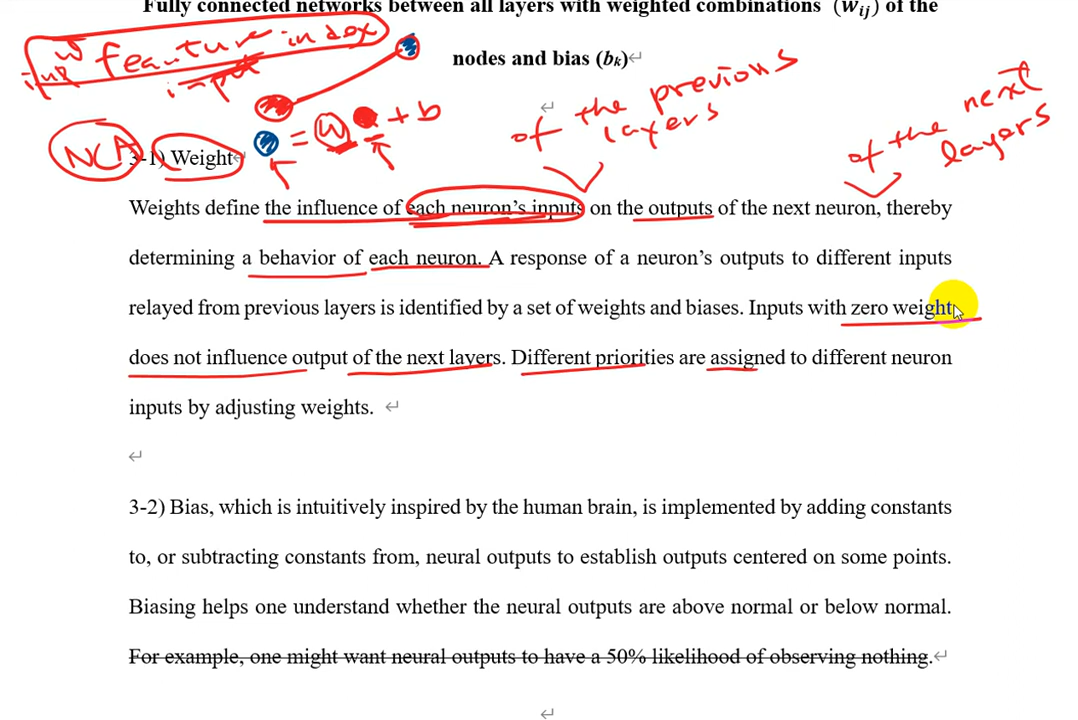 Fully connected networks between all layers with weighted combinations (w_ij) of the
nodes and bias (b_k)↵
feature index
input
↵
of the previous
layers
of the next
layers
= w + b
NCA
3-1) Weight↵
Weights define the influence of each neuron's inputs on the outputs of the next neuron, thereby
determining a behavior of each neuron. A response of a neuron's outputs to different inputs
relayed from previous layers is identified by a set of weights and biases. Inputs with zero weight
does not influence output of the next layers. Different priorities are assigned to different neuron
inputs by adjusting weights. ↵
↵
3-2) Bias, which is intuitively inspired by the human brain, is implemented by adding constants
to, or subtracting constants from, neural outputs to establish outputs centered on some points.
Biasing helps one understand whether the neural outputs are above normal or below normal.
For example, one might want neural outputs to have a 50% likelihood of observing nothing.↵
↵